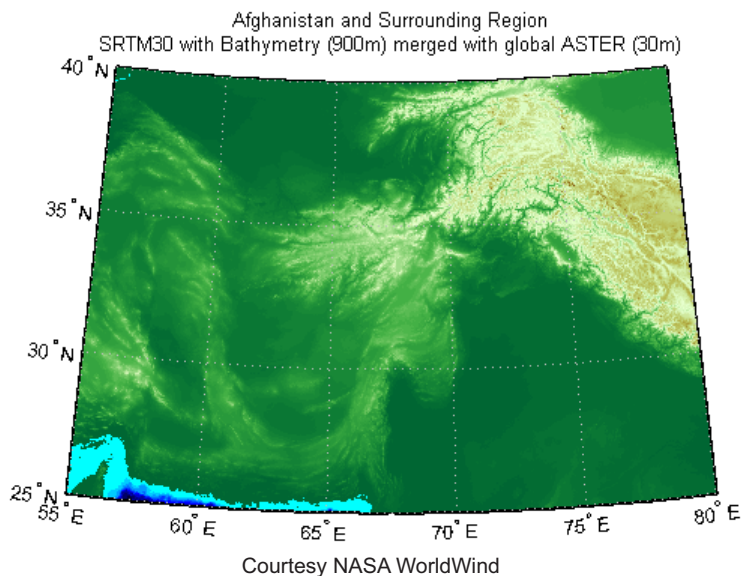 Afghanistan and Surrounding Region
SRTM30 with Bathymetry (900m) merged with global ASTER (30m)
40°N
35°N
30°N
25°N
55°E
60°E
65°E
70°E
75°E
80°E
Courtesy NASA WorldWind